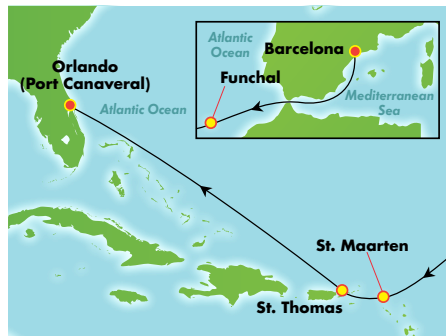 Atlantic
Ocean
Barcelona
Funchal
Mediterranean
Sea
Orlando
(Port Canaveral)
Atlantic Ocean
St. Maarten
St. Thomas